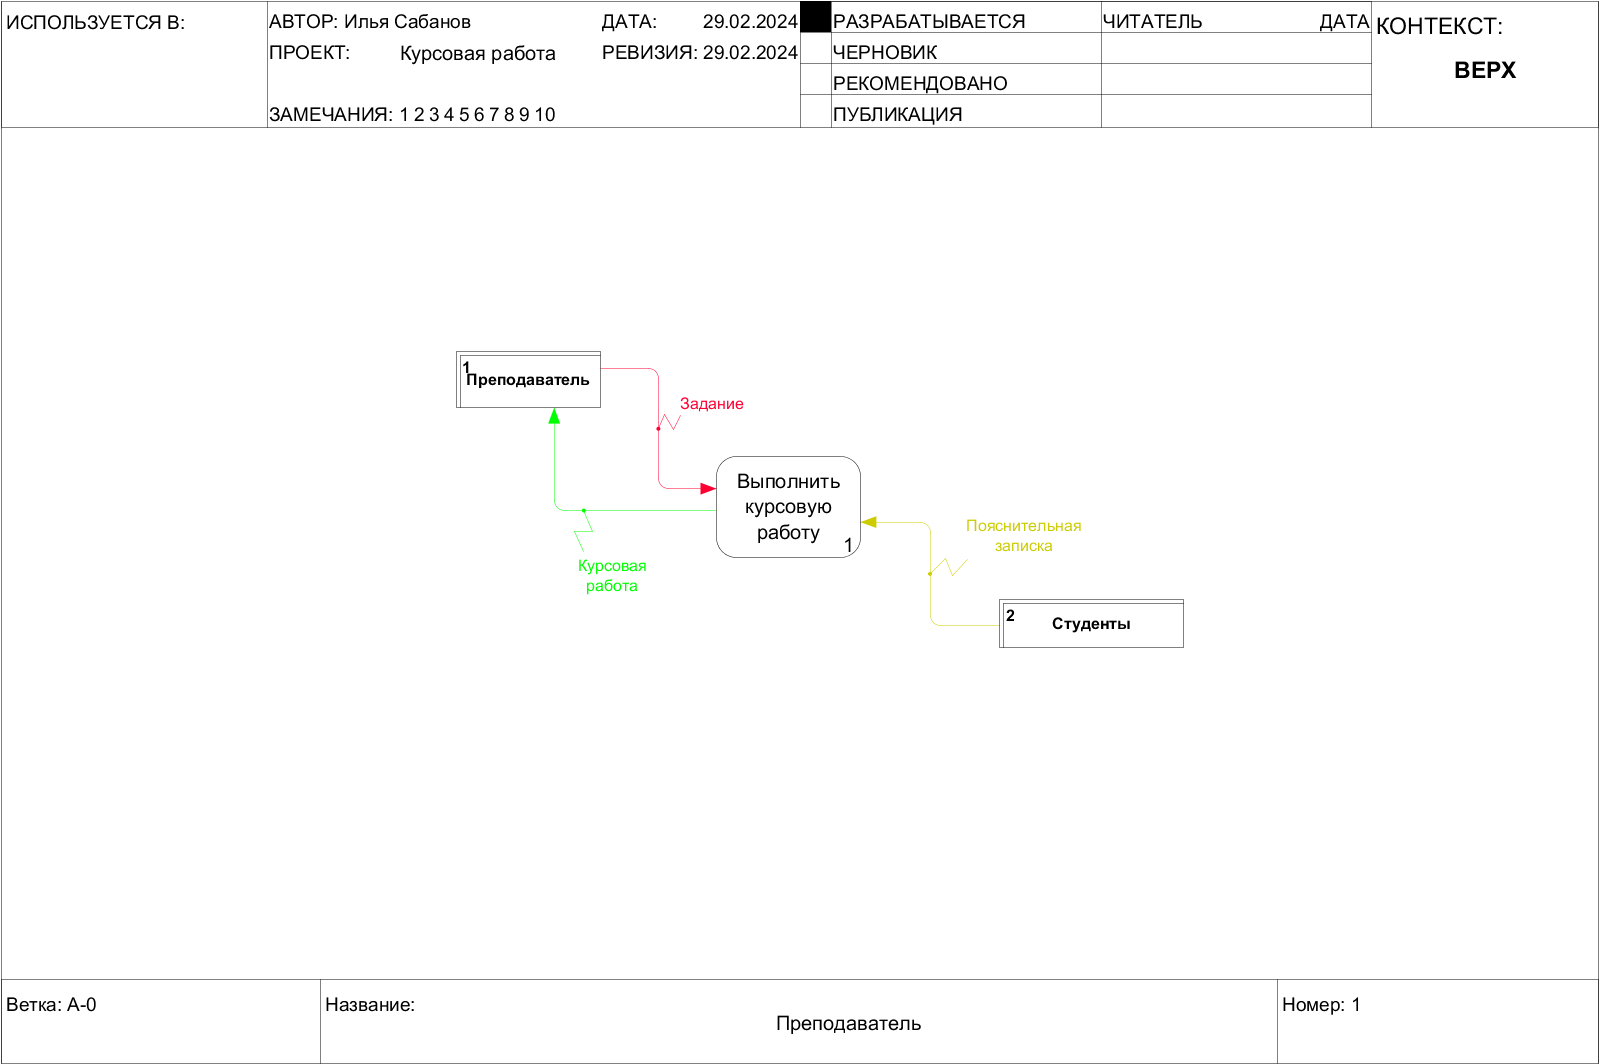 ИСПОЛЬЗУЕТСЯ В:
АВТОР: Илья Сабанов
ДАТА: 29.02.2024
ПРОЕКТ: Курсовая работа
РЕВИЗИЯ: 29.02.2024
ЗАМЕЧАНИЯ: 1 2 3 4 5 6 7 8 9 10
РАЗРАБАТЫВАЕТСЯ
ЧЕРНОВИК
РЕКОМЕНДОВАНО
ПУБЛИКАЦИЯ
ЧИТАТЕЛЬ ДАТА
КОНТЕКСТ:
ВЕРХ
1
Преподаватель
Задание
Выполнить
курсовую
работу
1
Курсовая
работа
Пояснительная
записка
2
Студенты
Ветка: A-0
Название:
Преподаватель
Номер: 1